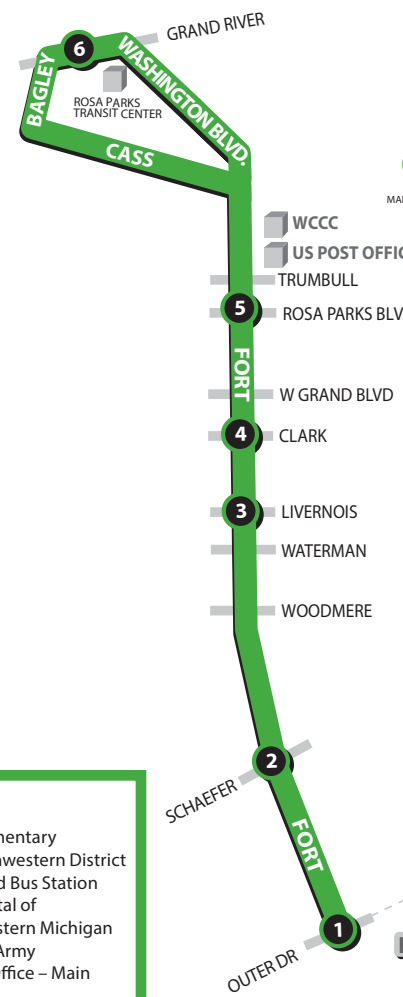 GRAND RIVER
6
WASHINGTON BLVD.
BAGLEY
ROSA PARKS
TRANSIT CENTER
CASS
WCCC
US POST OFFIC
TRUMBULL
5
ROSA PARKS BLV
FORT
W GRAND BLVD
4
CLARK
3
LIVERNOIS
WATERMAN
WOODMERE
2
SCHAEFER
FORT
1
OUTER DR
mentary
western District
d Bus Station
tal of
stern Michigan
Army
Office – Main